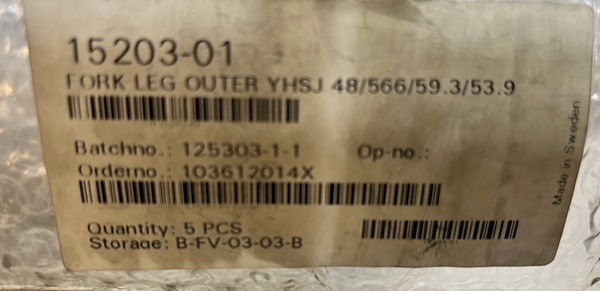 15203-01
FORK LEG OUTER YHSJ 48/566/59.3/53.9
Batchno.: 125303-1-1 Op-no.:
Orderno.: 103612014X
Quantity: 5 PCS
Storage: B-FV-03-03-B
Made in Sweden